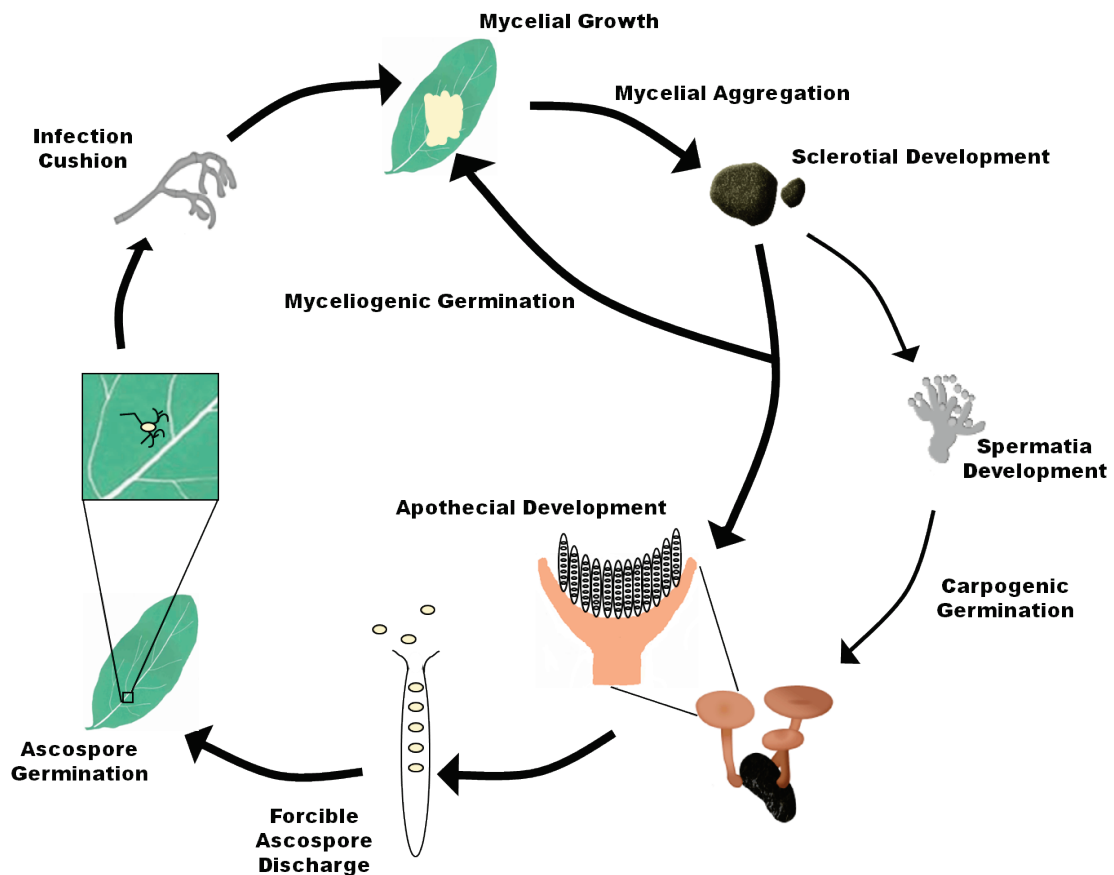 Mycelial Growth
Mycelial Aggregation
Infection
Cushion
Sclerotial Development
Myceliogenic Germination
Spermatia
Development
Apothecial Development
Carpogenic
Germination
Ascospore
Germination
Forcible
Ascospore
Discharge